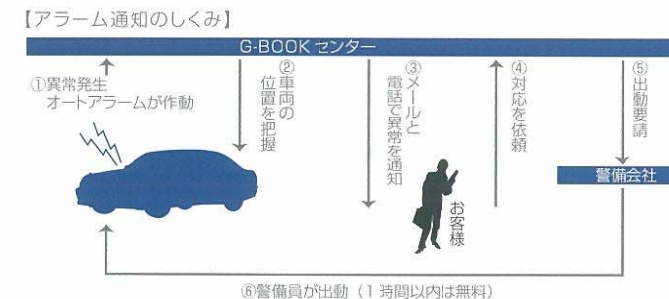 【アラーム通知のしくみ】
G-BOOK センター
①異常発生
オートアラームが作動
②車両の
位置を把握
③メールと
電話で異常を通知
お客様
④対応を依頼
⑤出動要請
警備会社
⑥警備員が出動（1 時間以内は無料）